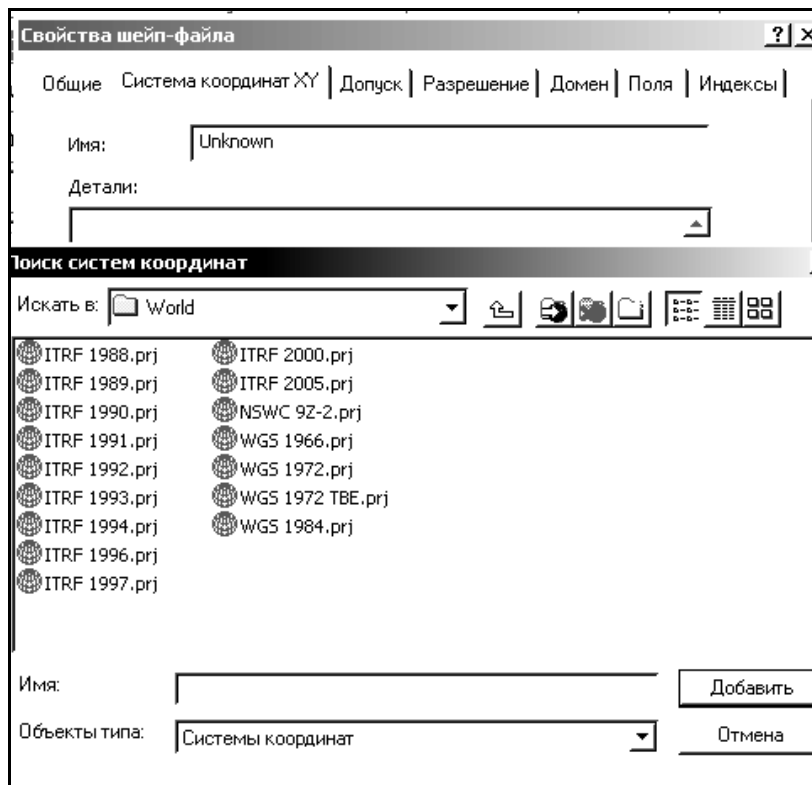 Свойства шейп-файла
Общие Система координат XY Допуск Разрешение Домен Поля Индексы
Имя: Unknown
Детали:
Поиск систем координат
Искать в: World
ITRF 1988.prj ITRF 2000.prj
ITRF 1989.prj ITRF 2005.prj
ITRF 1990.prj NSWC 9Z-2.prj
ITRF 1991.prj WGS 1966.prj
ITRF 1992.prj WGS 1972.prj
ITRF 1993.prj WGS 1972 TBE.prj
ITRF 1994.prj WGS 1984.prj
ITRF 1996.prj
ITRF 1997.prj
Имя: Добавить
Объекты типа: Системы координат Отмена